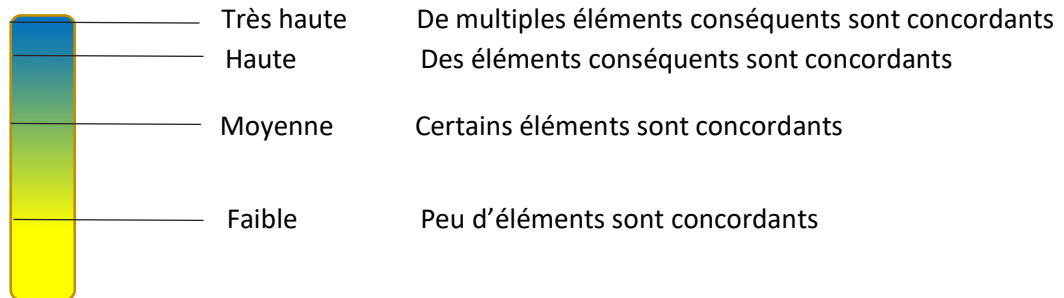 Très haute De multiples éléments conséquents sont concordants
Haute Des éléments conséquents sont concordants
Moyenne Certains éléments sont concordants
Faible Peu d’éléments sont concordants